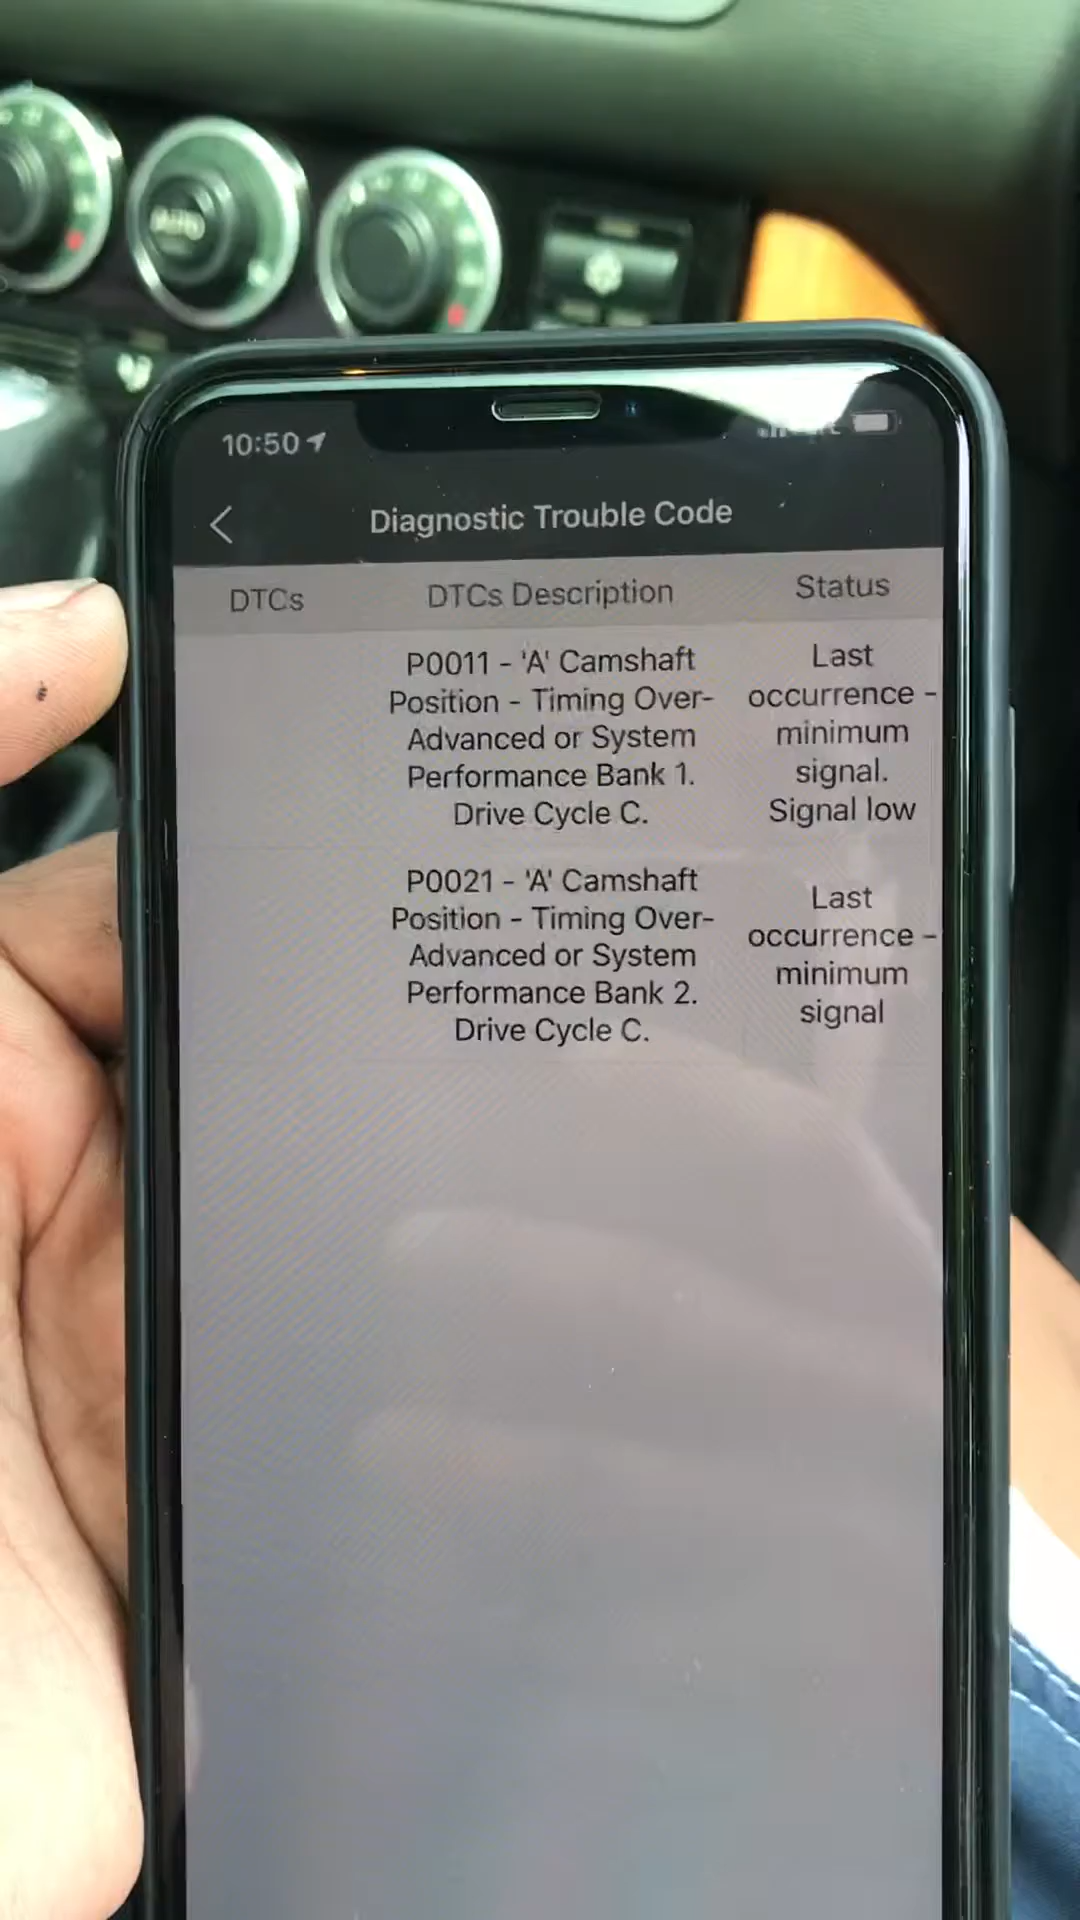 AUTO
10:50
Diagnostic Trouble Code
DTCs DTCs Description Status
P0011 - 'A' Camshaft
Position - Timing Over-
Advanced or System
Performance Bank 1.
Drive Cycle C.
Last
occurrence -
minimum
signal.
Signal low
P0021 - 'A' Camshaft
Position - Timing Over-
Advanced or System
Performance Bank 2.
Drive Cycle C.
Last
occurrence -
minimum
signal